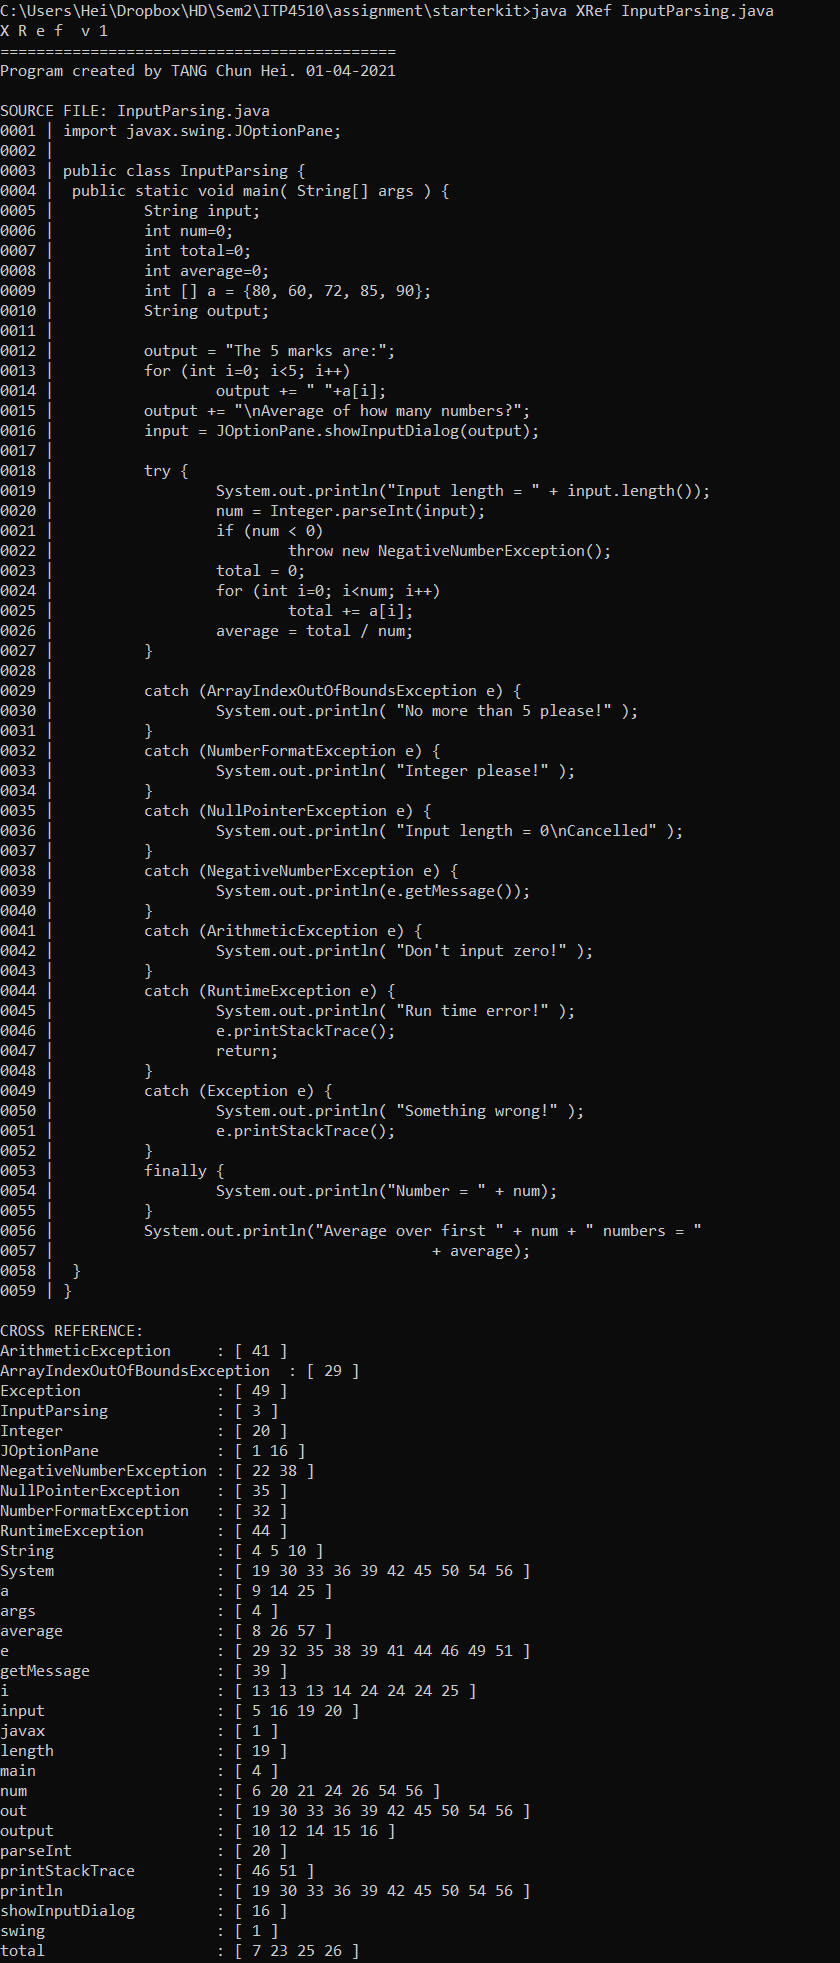 C:\Users\Hei\Dropbox\HD\Sem2\ITP4510\assignment\starterkit>java XRef InputParsing.java
X R e f  v 1
============================================
Program created by TANG Chun Hei. 01-04-2021

SOURCE FILE: InputParsing.java
0001 | import javax.swing.JOptionPane;
0002 |
0003 | public class InputParsing {
0004 |  public static void main( String[] args ) {
0005 |          String input;
0006 |          int num=0;
0007 |          int total=0;
0008 |          int average=0;
0009 |          int [] a = {80, 60, 72, 85, 90};
0010 |          String output;
0011 |
0012 |          output = "The 5 marks are:";
0013 |          for (int i=0; i<5; i++)
0014 |                  output += " "+a[i];
0015 |          output += "\nAverage of how many numbers?";
0016 |          input = JOptionPane.showInputDialog(output);
0017 |
0018 |          try {
0019 |                  System.out.println("Input length = " + input.length());
0020 |                  num = Integer.parseInt(input);
0021 |                  if (num < 0)
0022 |                          throw new NegativeNumberException();
0023 |                  total = 0;
0024 |                  for (int i=0; i<num; i++)
0025 |                          total += a[i];
0026 |                  average = total / num;
0027 |          }
0028 |
0029 |          catch (ArrayIndexOutOfBoundsException e) {
0030 |                  System.out.println( "No more than 5 please!" );
0031 |          }
0032 |          catch (NumberFormatException e) {
0033 |                  System.out.println( "Integer please!" );
0034 |          }
0035 |          catch (NullPointerException e) {
0036 |                  System.out.println( "Input length = 0\nCancelled" );
0037 |          }
0038 |          catch (NegativeNumberException e) {
0039 |                  System.out.println(e.getMessage());
0040 |          }
0041 |          catch (ArithmeticException e) {
0042 |                  System.out.println( "Don't input zero!" );
0043 |          }
0044 |          catch (RuntimeException e) {
0045 |                  System.out.println( "Run time error!" );
0046 |                  e.printStackTrace();
0047 |                  return;
0048 |          }
0049 |          catch (Exception e) {
0050 |                  System.out.println( "Something wrong!" );
0051 |                  e.printStackTrace();
0052 |          }
0053 |          finally {
0054 |                  System.out.println("Number = " + num);
0055 |          }
0056 |          System.out.println("Average over first " + num + " numbers = "
0057 |                                          + average);
0058 |  }
0059 | }

CROSS REFERENCE:
ArithmeticException     : [ 41 ]
ArrayIndexOutOfBoundsException  : [ 29 ]
Exception               : [ 49 ]
InputParsing            : [ 3 ]
Integer                 : [ 20 ]
JOptionPane             : [ 1 16 ]
NegativeNumberException : [ 22 38 ]
NullPointerException    : [ 35 ]
NumberFormatException   : [ 32 ]
RuntimeException        : [ 44 ]
String                  : [ 4 5 10 ]
System                  : [ 19 30 33 36 39 42 45 50 54 56 ]
a                       : [ 9 14 25 ]
args                    : [ 4 ]
average                 : [ 8 26 57 ]
e                       : [ 29 32 35 38 39 41 44 46 49 51 ]
getMessage              : [ 39 ]
i                       : [ 13 13 13 14 24 24 24 25 ]
input                   : [ 5 16 19 20 ]
javax                   : [ 1 ]
length                  : [ 19 ]
main                    : [ 4 ]
num                     : [ 6 20 21 24 26 54 56 ]
out                     : [ 19 30 33 36 39 42 45 50 54 56 ]
output                  : [ 10 12 14 15 16 ]
parseInt                : [ 20 ]
printStackTrace         : [ 46 51 ]
println                 : [ 19 30 33 36 39 42 45 50 54 56 ]
showInputDialog         : [ 16 ]
swing                   : [ 1 ]
total                   : [ 7 23 25 26 ]